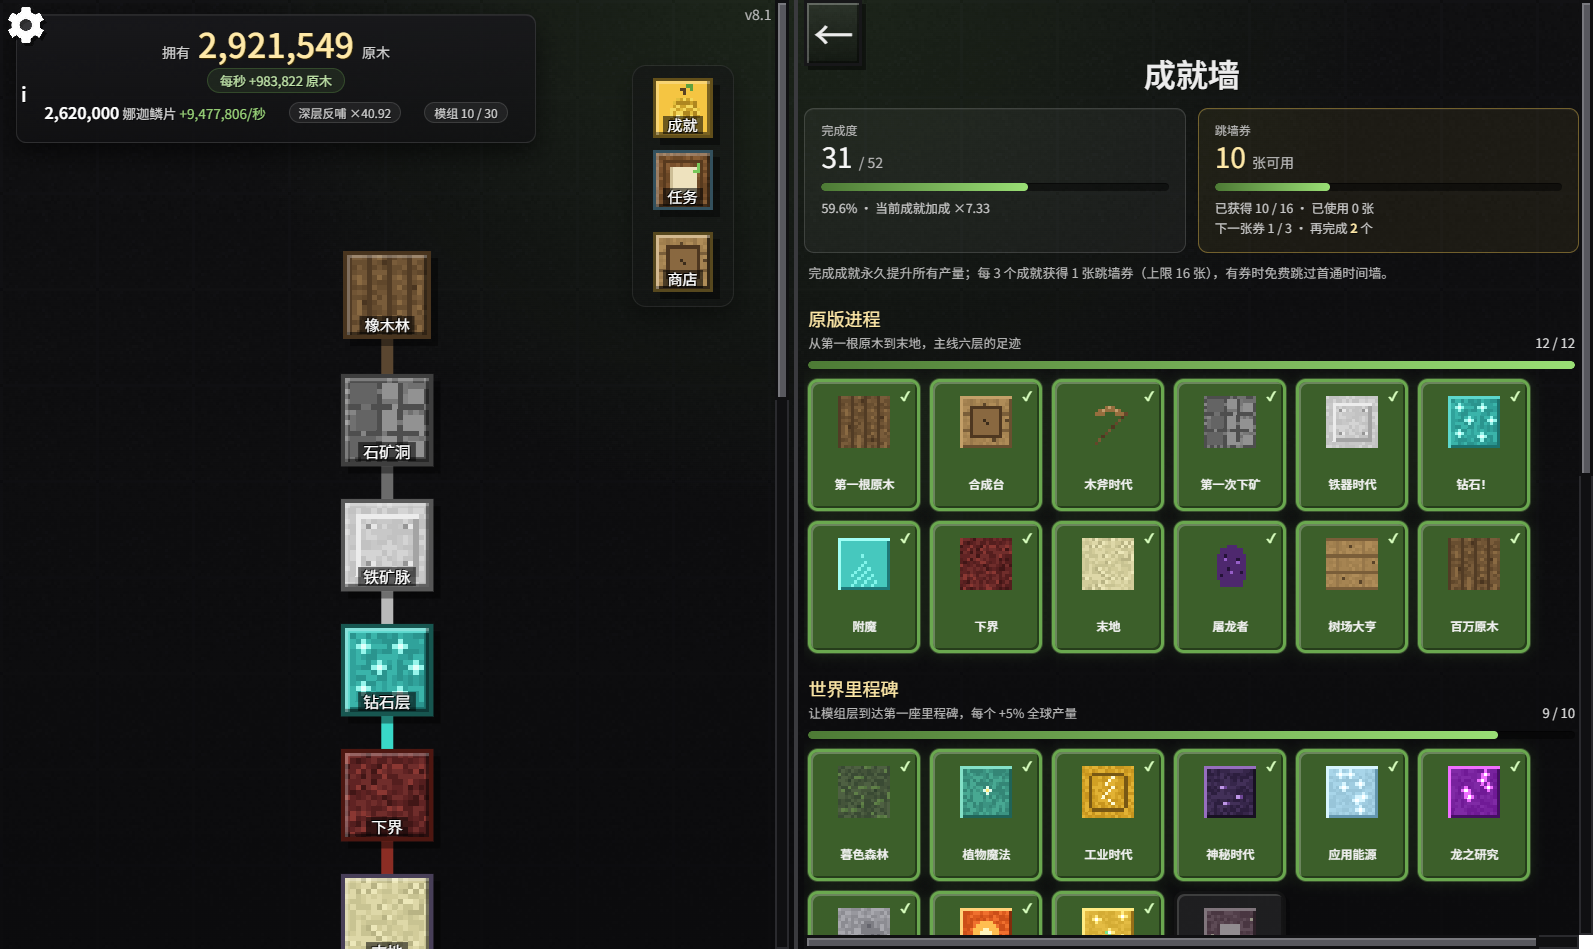 v8.1
拥有 2,921,549 原木
每秒 +983,822 原木
i
2,620,000 娜迦鳞片 +9,477,806/秒
深层反哺 ×40.92
模组 10 / 30
成就
任务
商店
橡木林
石矿洞
铁矿脉
钻石层
下界
成就墙
完成度
31 / 52
59.6% · 当前成就加成 ×7.33
跳墙券
10 张可用
已获得 10 / 16 · 已使用 0 张
下一张券 1 / 3 · 再完成 2 个
完成成就永久提升所有产量；每 3 个成就获得 1 张跳墙券（上限 16 张），有券时免费跳过首通时间墙。
原版进程
从第一根原木到末地，主线六层的足迹
12 / 12
第一根原木
合成台
木斧时代
第一次下矿
铁器时代
钻石!
附魔
下界
末地
屠龙者
树场大亨
百万原木
世界里程碑
让模组层到达第一座里程碑，每个 +5% 全球产量
9 / 10
暮色森林
植物魔法
工业时代
神秘时代
应用能源
龙之研究